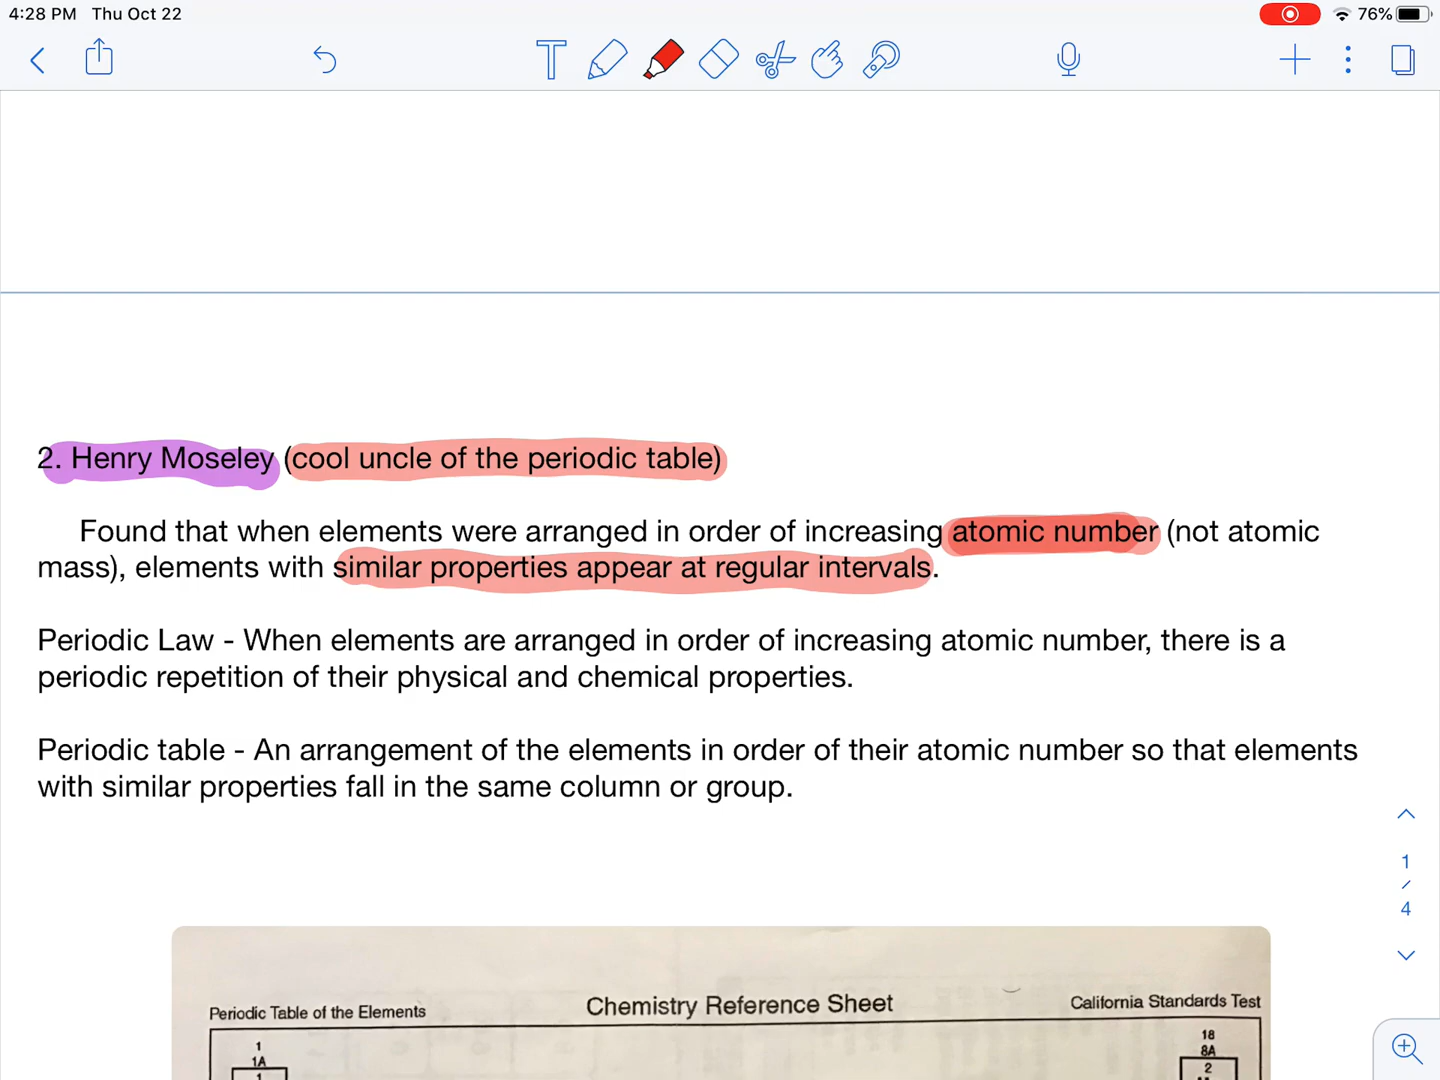 4:28 PM Thu Oct 22 76%
T
2. Henry Moseley (cool uncle of the periodic table)
Found that when elements were arranged in order of increasing atomic number (not atomic
mass), elements with similar properties appear at regular intervals.
Periodic Law - When elements are arranged in order of increasing atomic number, there is a
periodic repetition of their physical and chemical properties.
Periodic table - An arrangement of the elements in order of their atomic number so that elements
with similar properties fall in the same column or group.
1
/
4
Periodic Table of the Elements Chemistry Reference Sheet California Standards Test
1 18
1A 8A
1 2